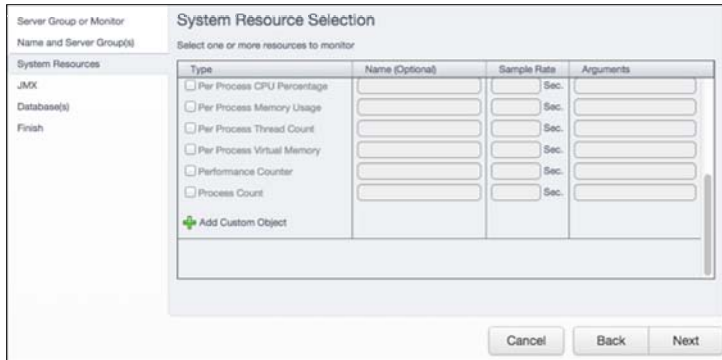 Server Group or Monitor
Name and Server Group(s)
System Resources
JMX
Database(s)
Finish
System Resource Selection
Select one or more resources to monitor
Type Name (Optional) Sample Rate Arguments
Per Process CPU Percentage Sec.
Per Process Memory Usage Sec.
Per Process Thread Count Sec.
Per Process Virtual Memory Sec.
Performance Counter Sec.
Process Count Sec.
Add Custom Object
Cancel Back Next